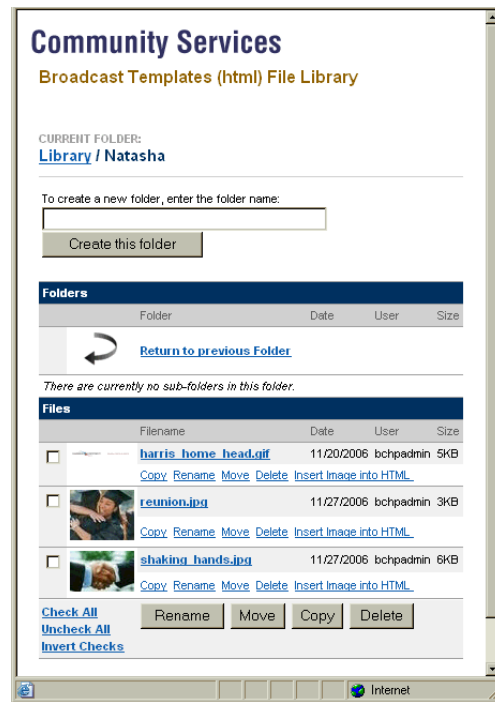 Community Services
Broadcast Templates (html) File Library
CURRENT FOLDER:
Library / Natasha
To create a new folder, enter the folder name:
Create this folder
Folders
Folder Date User Size
Return to previous Folder
There are currently no sub-folders in this folder.
Files
Filename Date User Size
harris_home_head.gif 11/20/2006 bchpadmin 5KB
Copy Rename Move Delete Insert Image into HTML
reunion.jpg 11/27/2006 bchpadmin 3KB
Copy Rename Move Delete Insert Image into HTML
shaking_hands.jpg 11/27/2006 bchpadmin 6KB
Copy Rename Move Delete Insert Image into HTML
Check All
Uncheck All
Invert Checks
Rename Move Copy Delete
Internet